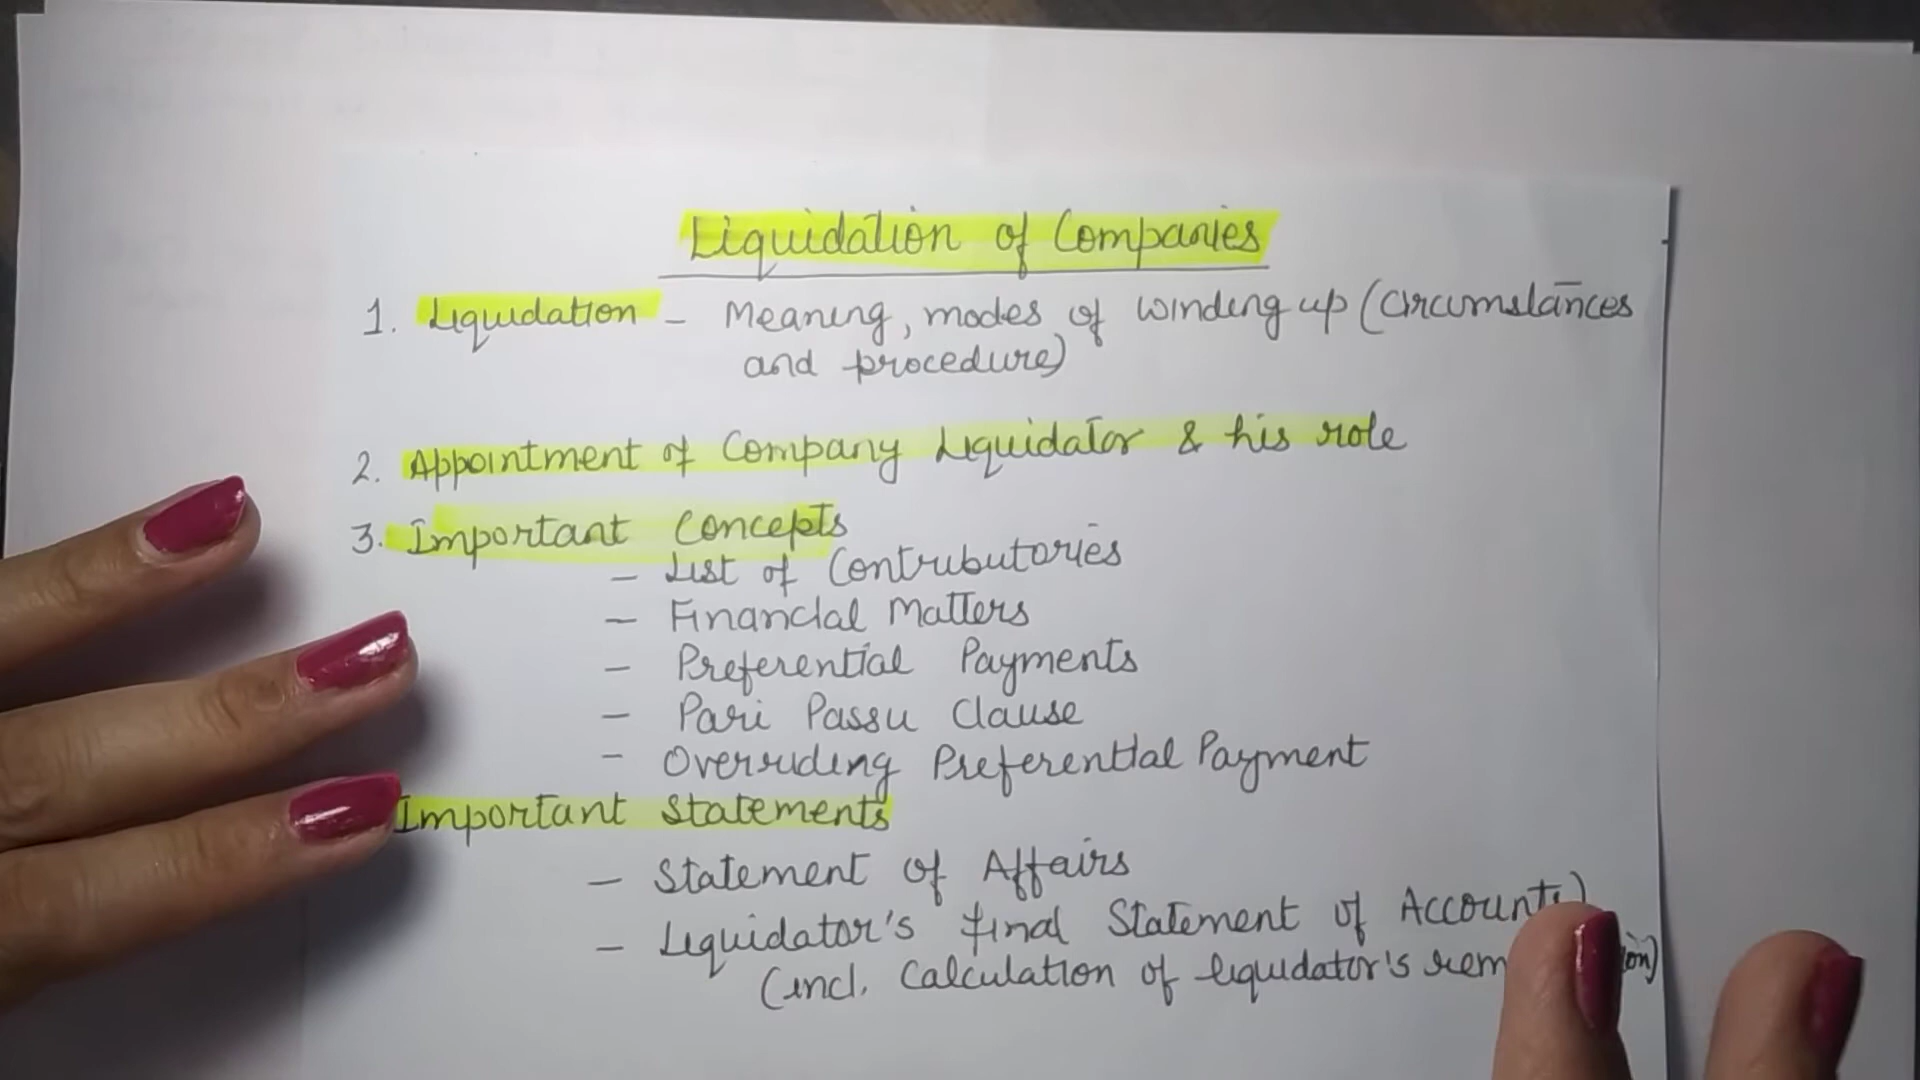 Liquidation of Companies
1. Liquidation - Meaning, modes of winding up (Circumstances
and procedure)
2. Appointment of Company Liquidator & his role
3. Important Concepts
- List of Contributories
- Financial Matters
- Preferential Payments
- Pari Passu Clause
- Overriding Preferential Payment
Important Statements
- Statement of Affairs
- Liquidator's final Statement of Accounts)
(incl. Calculation of liquidator's